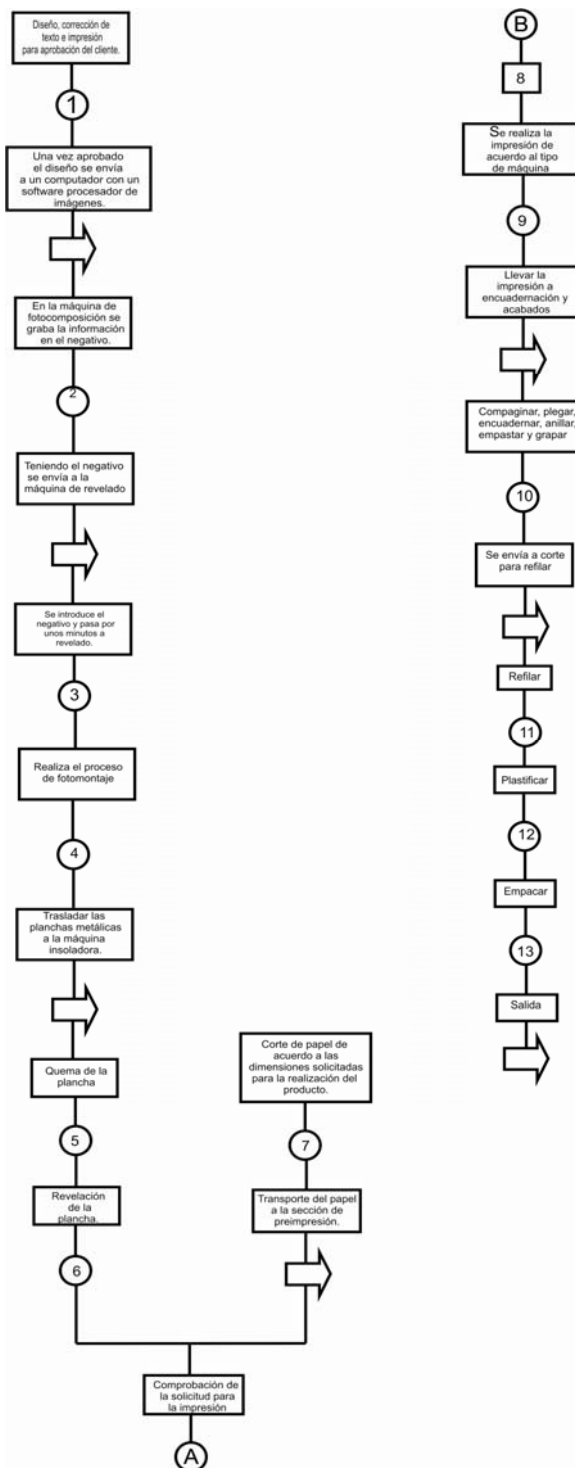 Diseño, corrección de
texto e impresión
para aprobación del cliente.
1
Una vez aprobado
el diseño se envía
a un computador con un
software procesador de
imágenes.
En la máquina de
fotocomposición se
graba la información
en el negativo.
2
Teniendo el negativo
se envía a la
máquina de revelado
Se introduce el
negativo y pasa por
unos minutos a
revelado.
3
Realiza el proceso
de fotomontaje
4
Trasladar las
planchas metálicas
a la máquina
insoladora.
Quema de la
plancha
5
Revelación
de la
plancha.
6
Corte de papel de
acuerdo a las
dimensiones solicitadas
para la realización del
producto.
7
Transporte del papel
a la sección de
preimpresión.
Comprobación de
la solicitud para
la impresión
A
B
8
Se realiza la
impresión de
acuerdo al tipo
de máquina
9
Llevar la
impresión a
encuadernación y
acabados
Compaginar, plegar,
encuadernar, anillar,
empastar y grapar
10
Se envía a corte
para refilar
Refilar
11
Plastificar
12
Empacar
13
Salida